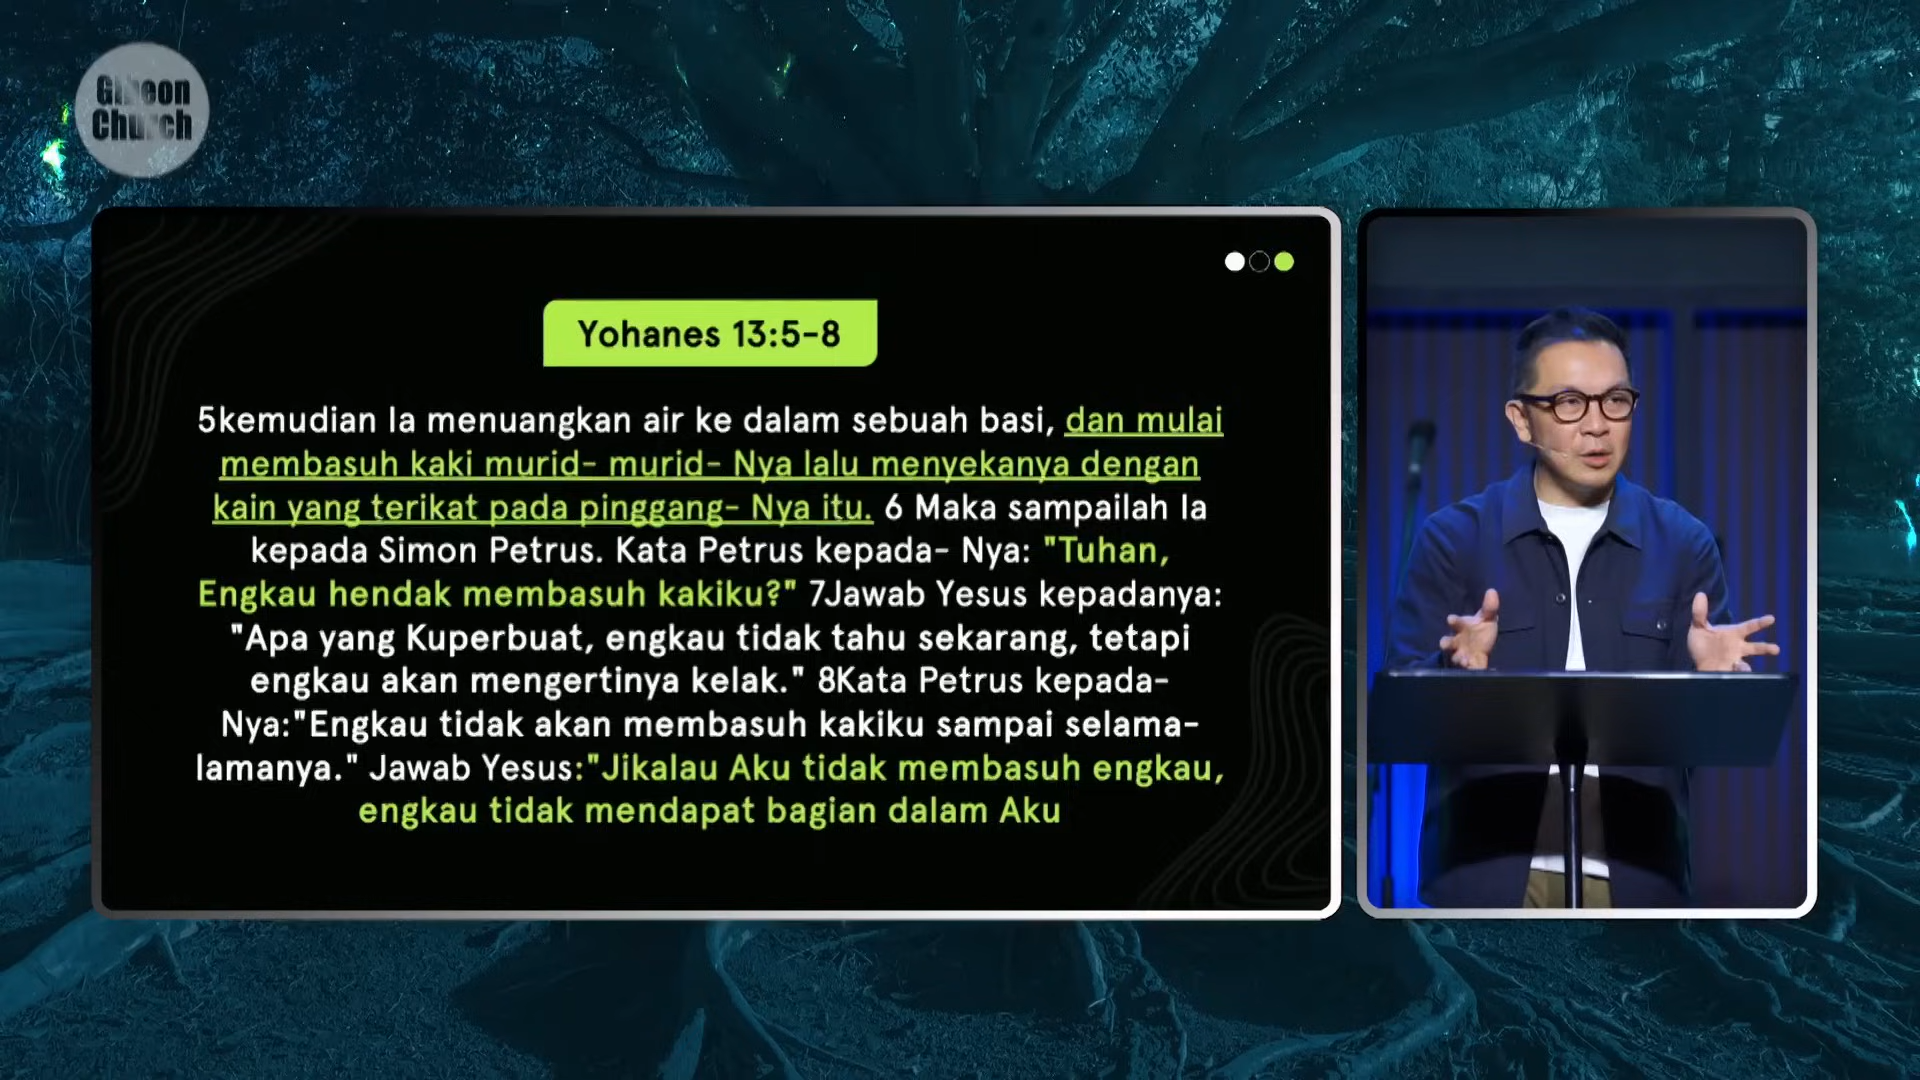 Gibeon
Church
Yohanes 13:5-8
5kemudian Ia menuangkan air ke dalam sebuah basi, dan mulai
membasuh kaki murid- murid- Nya lalu menyekanya dengan
kain yang terikat pada pinggang- Nya itu. 6 Maka sampailah Ia
kepada Simon Petrus. Kata Petrus kepada- Nya: "Tuhan,
Engkau hendak membasuh kakiku?" 7Jawab Yesus kepadanya:
"Apa yang Kuperbuat, engkau tidak tahu sekarang, tetapi
engkau akan mengertinya kelak." 8Kata Petrus kepada-
Nya:"Engkau tidak akan membasuh kakiku sampai selama-
lamanya." Jawab Yesus:"Jikalau Aku tidak membasuh engkau,
engkau tidak mendapat bagian dalam Aku